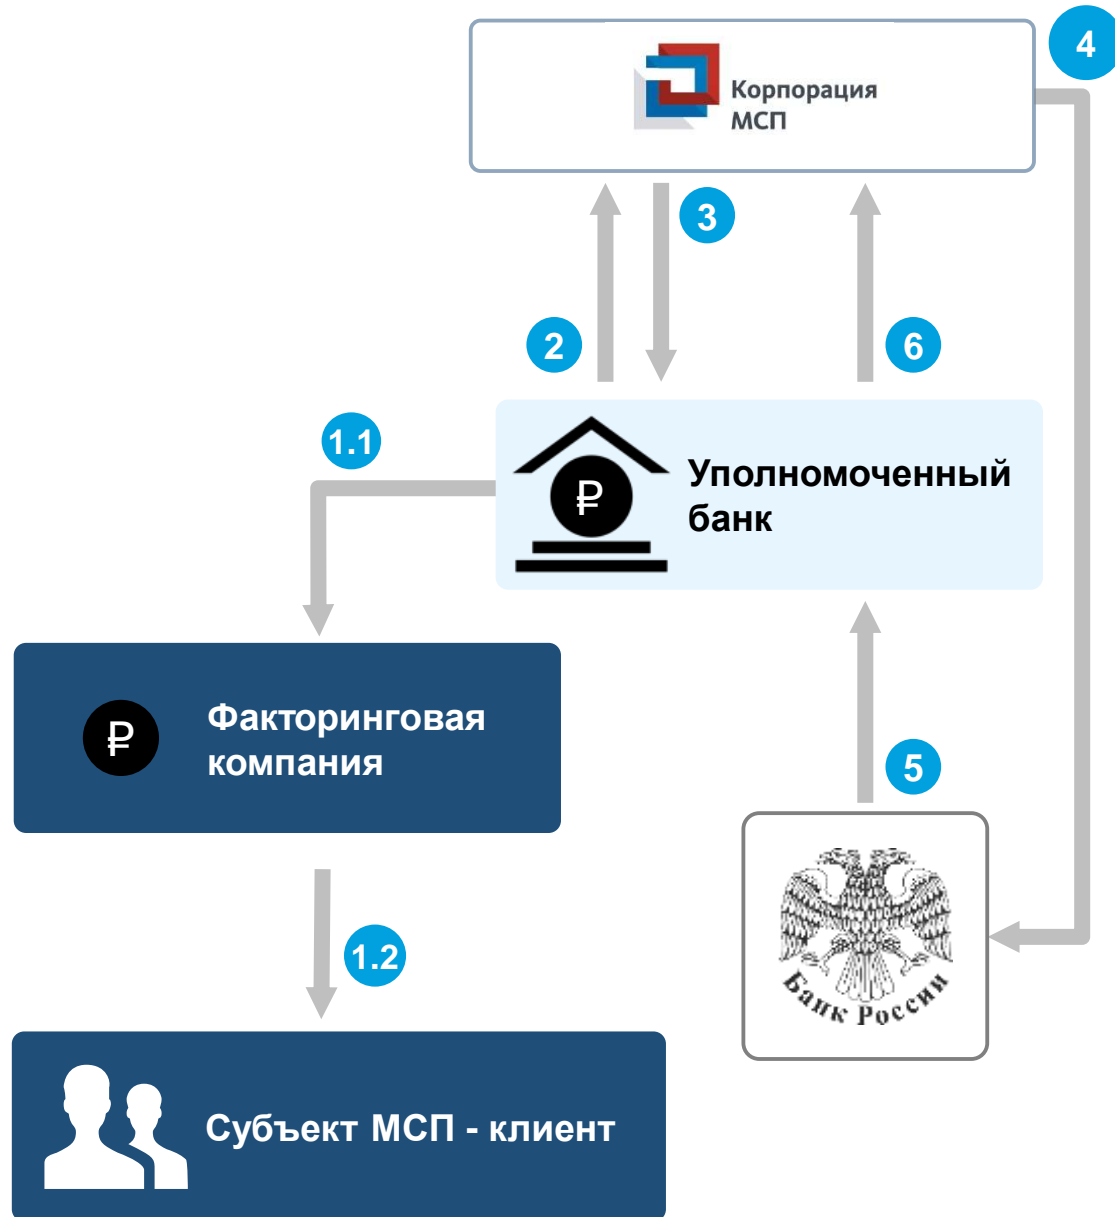 4
Корпорация
МСП
3
2
6
1.1
₽
Уполномоченный
банк
₽
Факторинговая
компания
5
1.2
Банк России
Субъект МСП - клиент